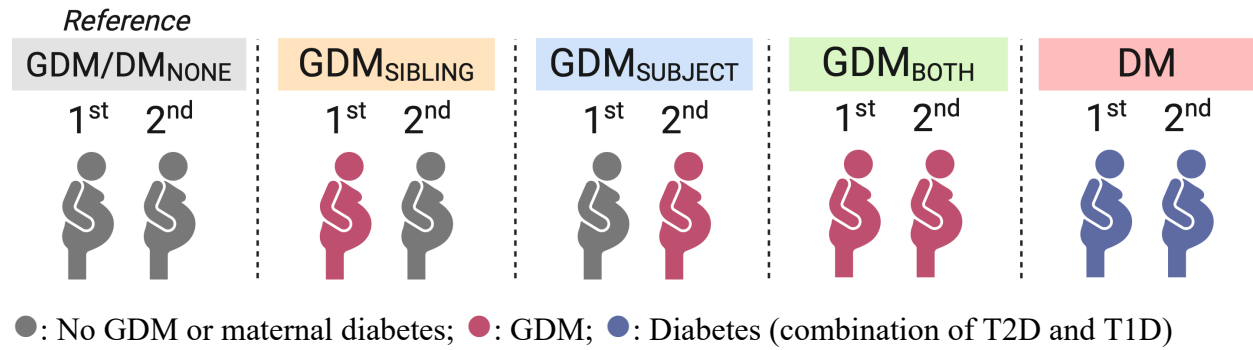 Reference
GDM/DMNONE GDMSIBLING GDMSUBJECT GDMBOTH DM
1st 2nd 1st 2nd 1st 2nd 1st 2nd 1st 2nd
: No GDM or maternal diabetes; : GDM; : Diabetes (combination of T2D and T1D)